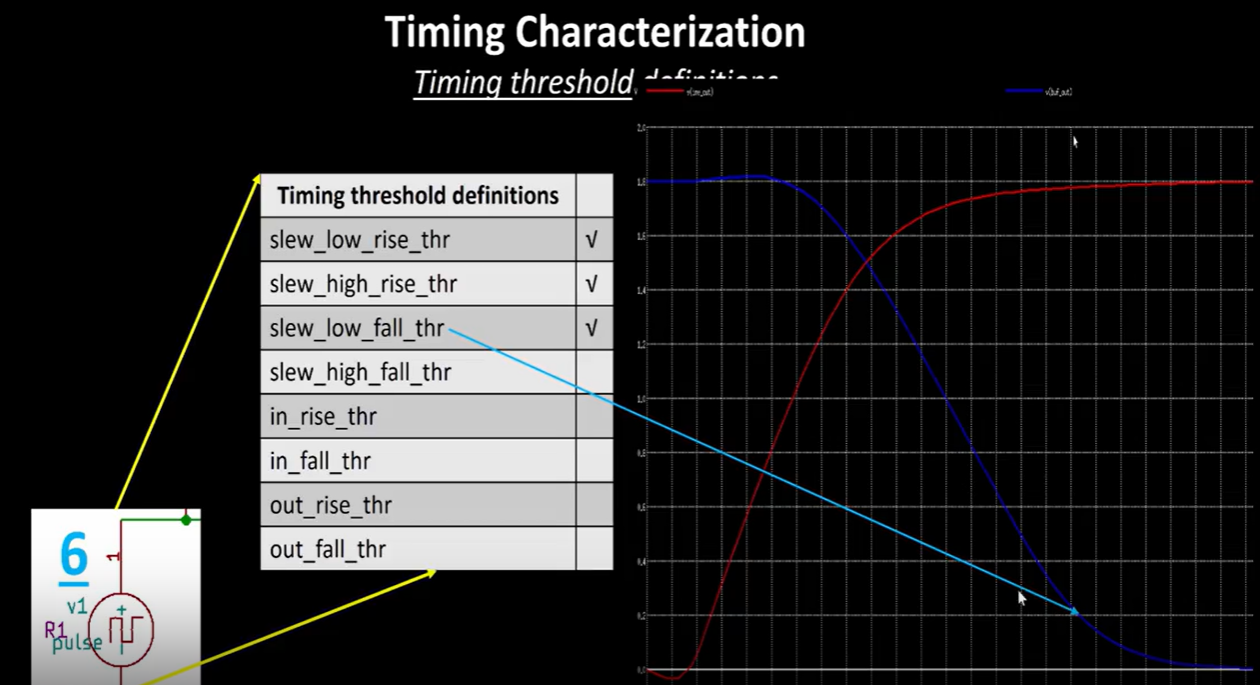 Timing Characterization
Timing threshold definitions
v(inv_out)
v(buf_out)
2.0
1.8
1.6
1.4
1.2
1.0
0.8
0.6
0.4
0.2
0.0
Timing threshold definitions
slew_low_rise_thr √
slew_high_rise_thr √
slew_low_fall_thr √
slew_high_fall_thr
in_rise_thr
in_fall_thr
out_rise_thr
out_fall_thr
6
1
v1
R1
pulse